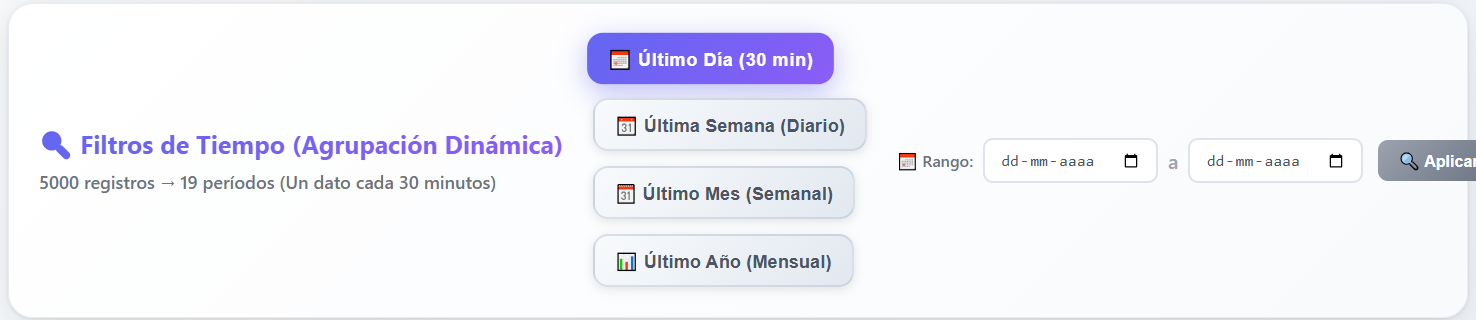 Filtros de Tiempo (Agrupación Dinámica)
5000 registros → 19 períodos (Un dato cada 30 minutos)
Último Día (30 min)
Última Semana (Diario)
Último Mes (Semanal)
Último Año (Mensual)
Rango: dd-mm-aaaa a dd-mm-aaaa Aplicar